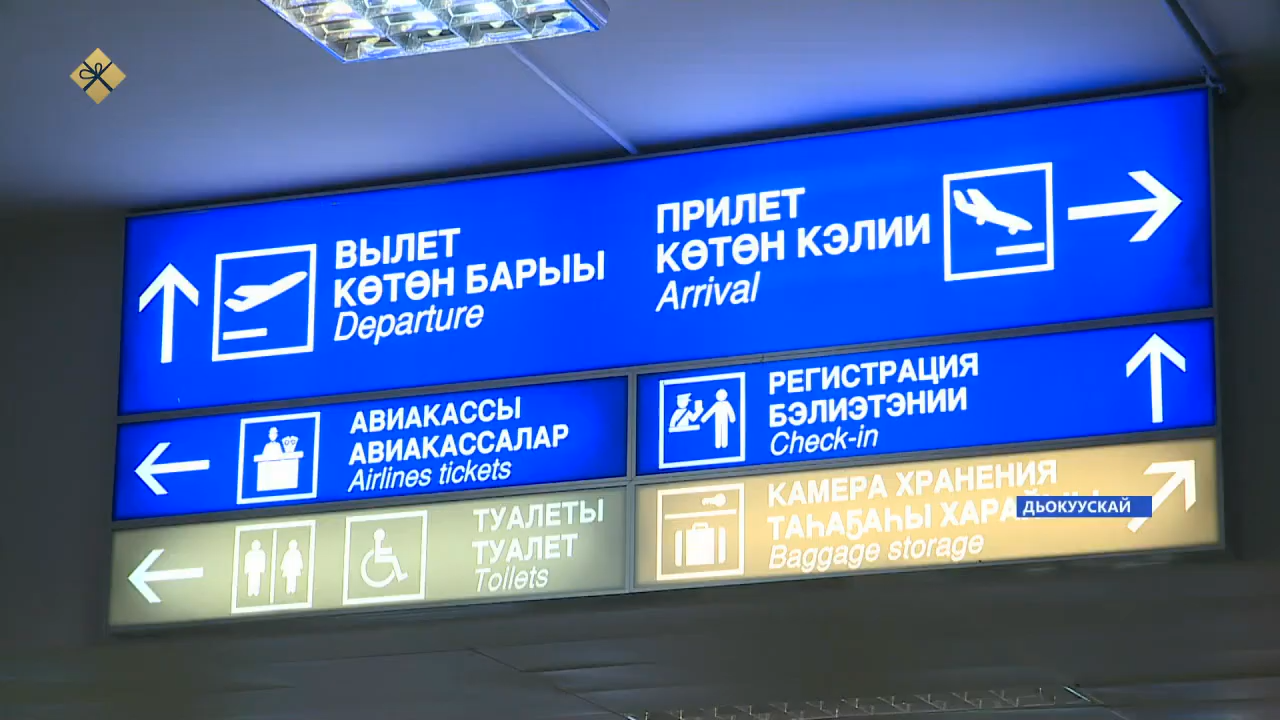 ВЫЛЕТ
КӨТӨН БАРЫЫ
Departure
ПРИЛЕТ
КӨТӨН КЭЛИИ
Arrival
АВИАКАССЫ
АВИАКАССАЛАР
Airlines tickets
РЕГИСТРАЦИЯ
БЭЛИЭТЭНИИ
Check-in
ТУАЛЕТЫ
ТУАЛЕТ
Toilets
КАМЕРА ХРАНЕНИЯ
ТАҺАҔАҺЫ
Baggage storage
ДЬОКУУСКАЙ